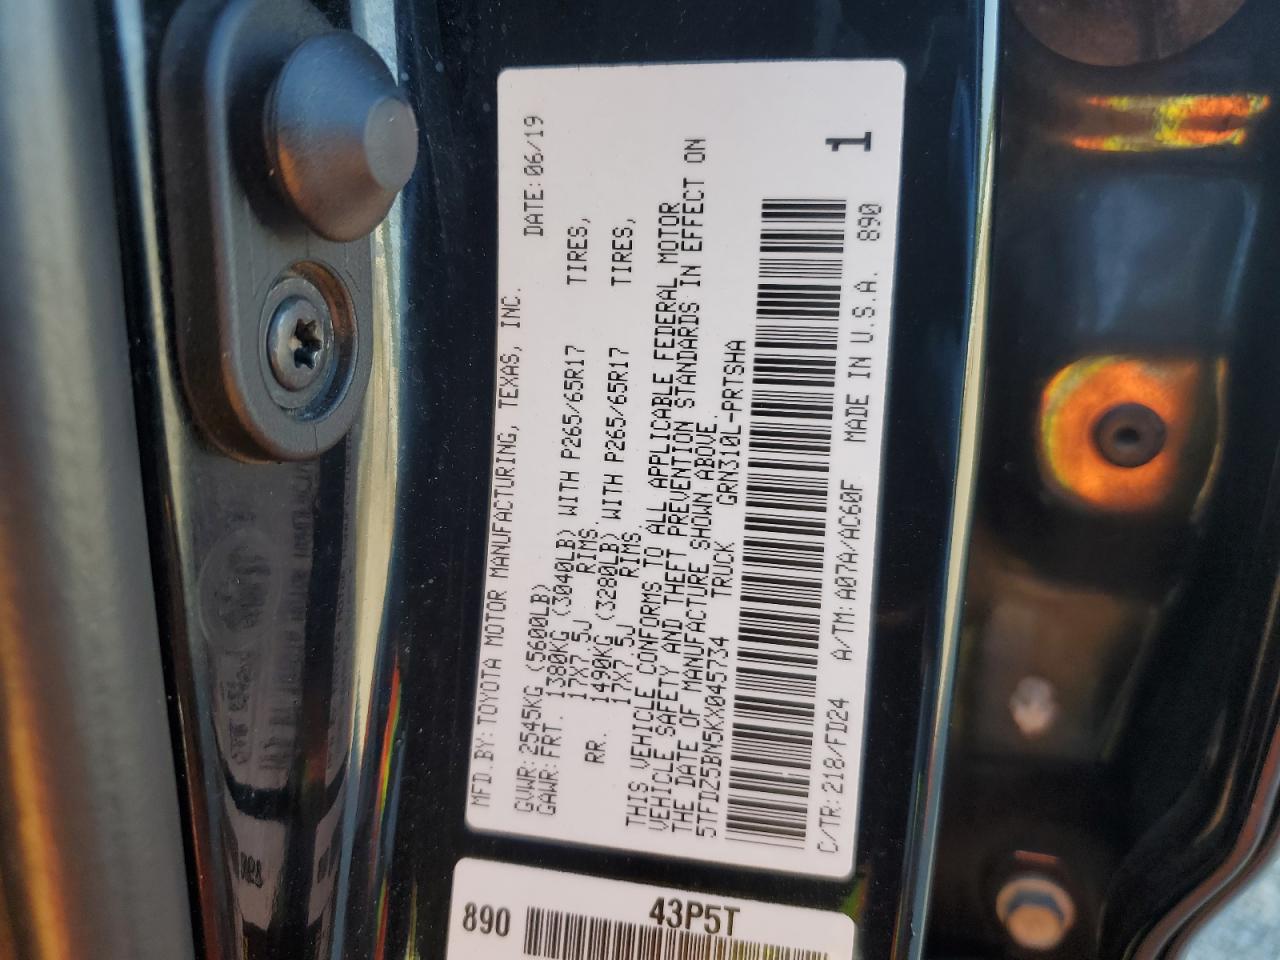 MFD.BY:TOYOTA MOTOR MANUFACTURING, TEXAS, INC.
GVWR:2545KG (5600LB) DATE:06/19
GAWR:FRT. 1380KG (3040LB) WITH P265/65R17 TIRES,
17X7.5J RIMS.
RR. 1490KG (3280LB) WITH P265/65R17 TIRES,
17X7.5J RIMS.
THIS VEHICLE CONFORMS TO ALL APPLICABLE FEDERAL MOTOR
VEHICLE SAFETY AND THEFT PREVENTION STANDARDS IN EFFECT ON
THE DATE OF MANUFACTURE SHOWN ABOVE.
5TFDZ5BN5KX045734 TRUCK GRN310L-PRTSHA
C/TR:218/FD24 A/TM:A07A/AC60F MADE IN U.S.A. 890
1
890 43P5T